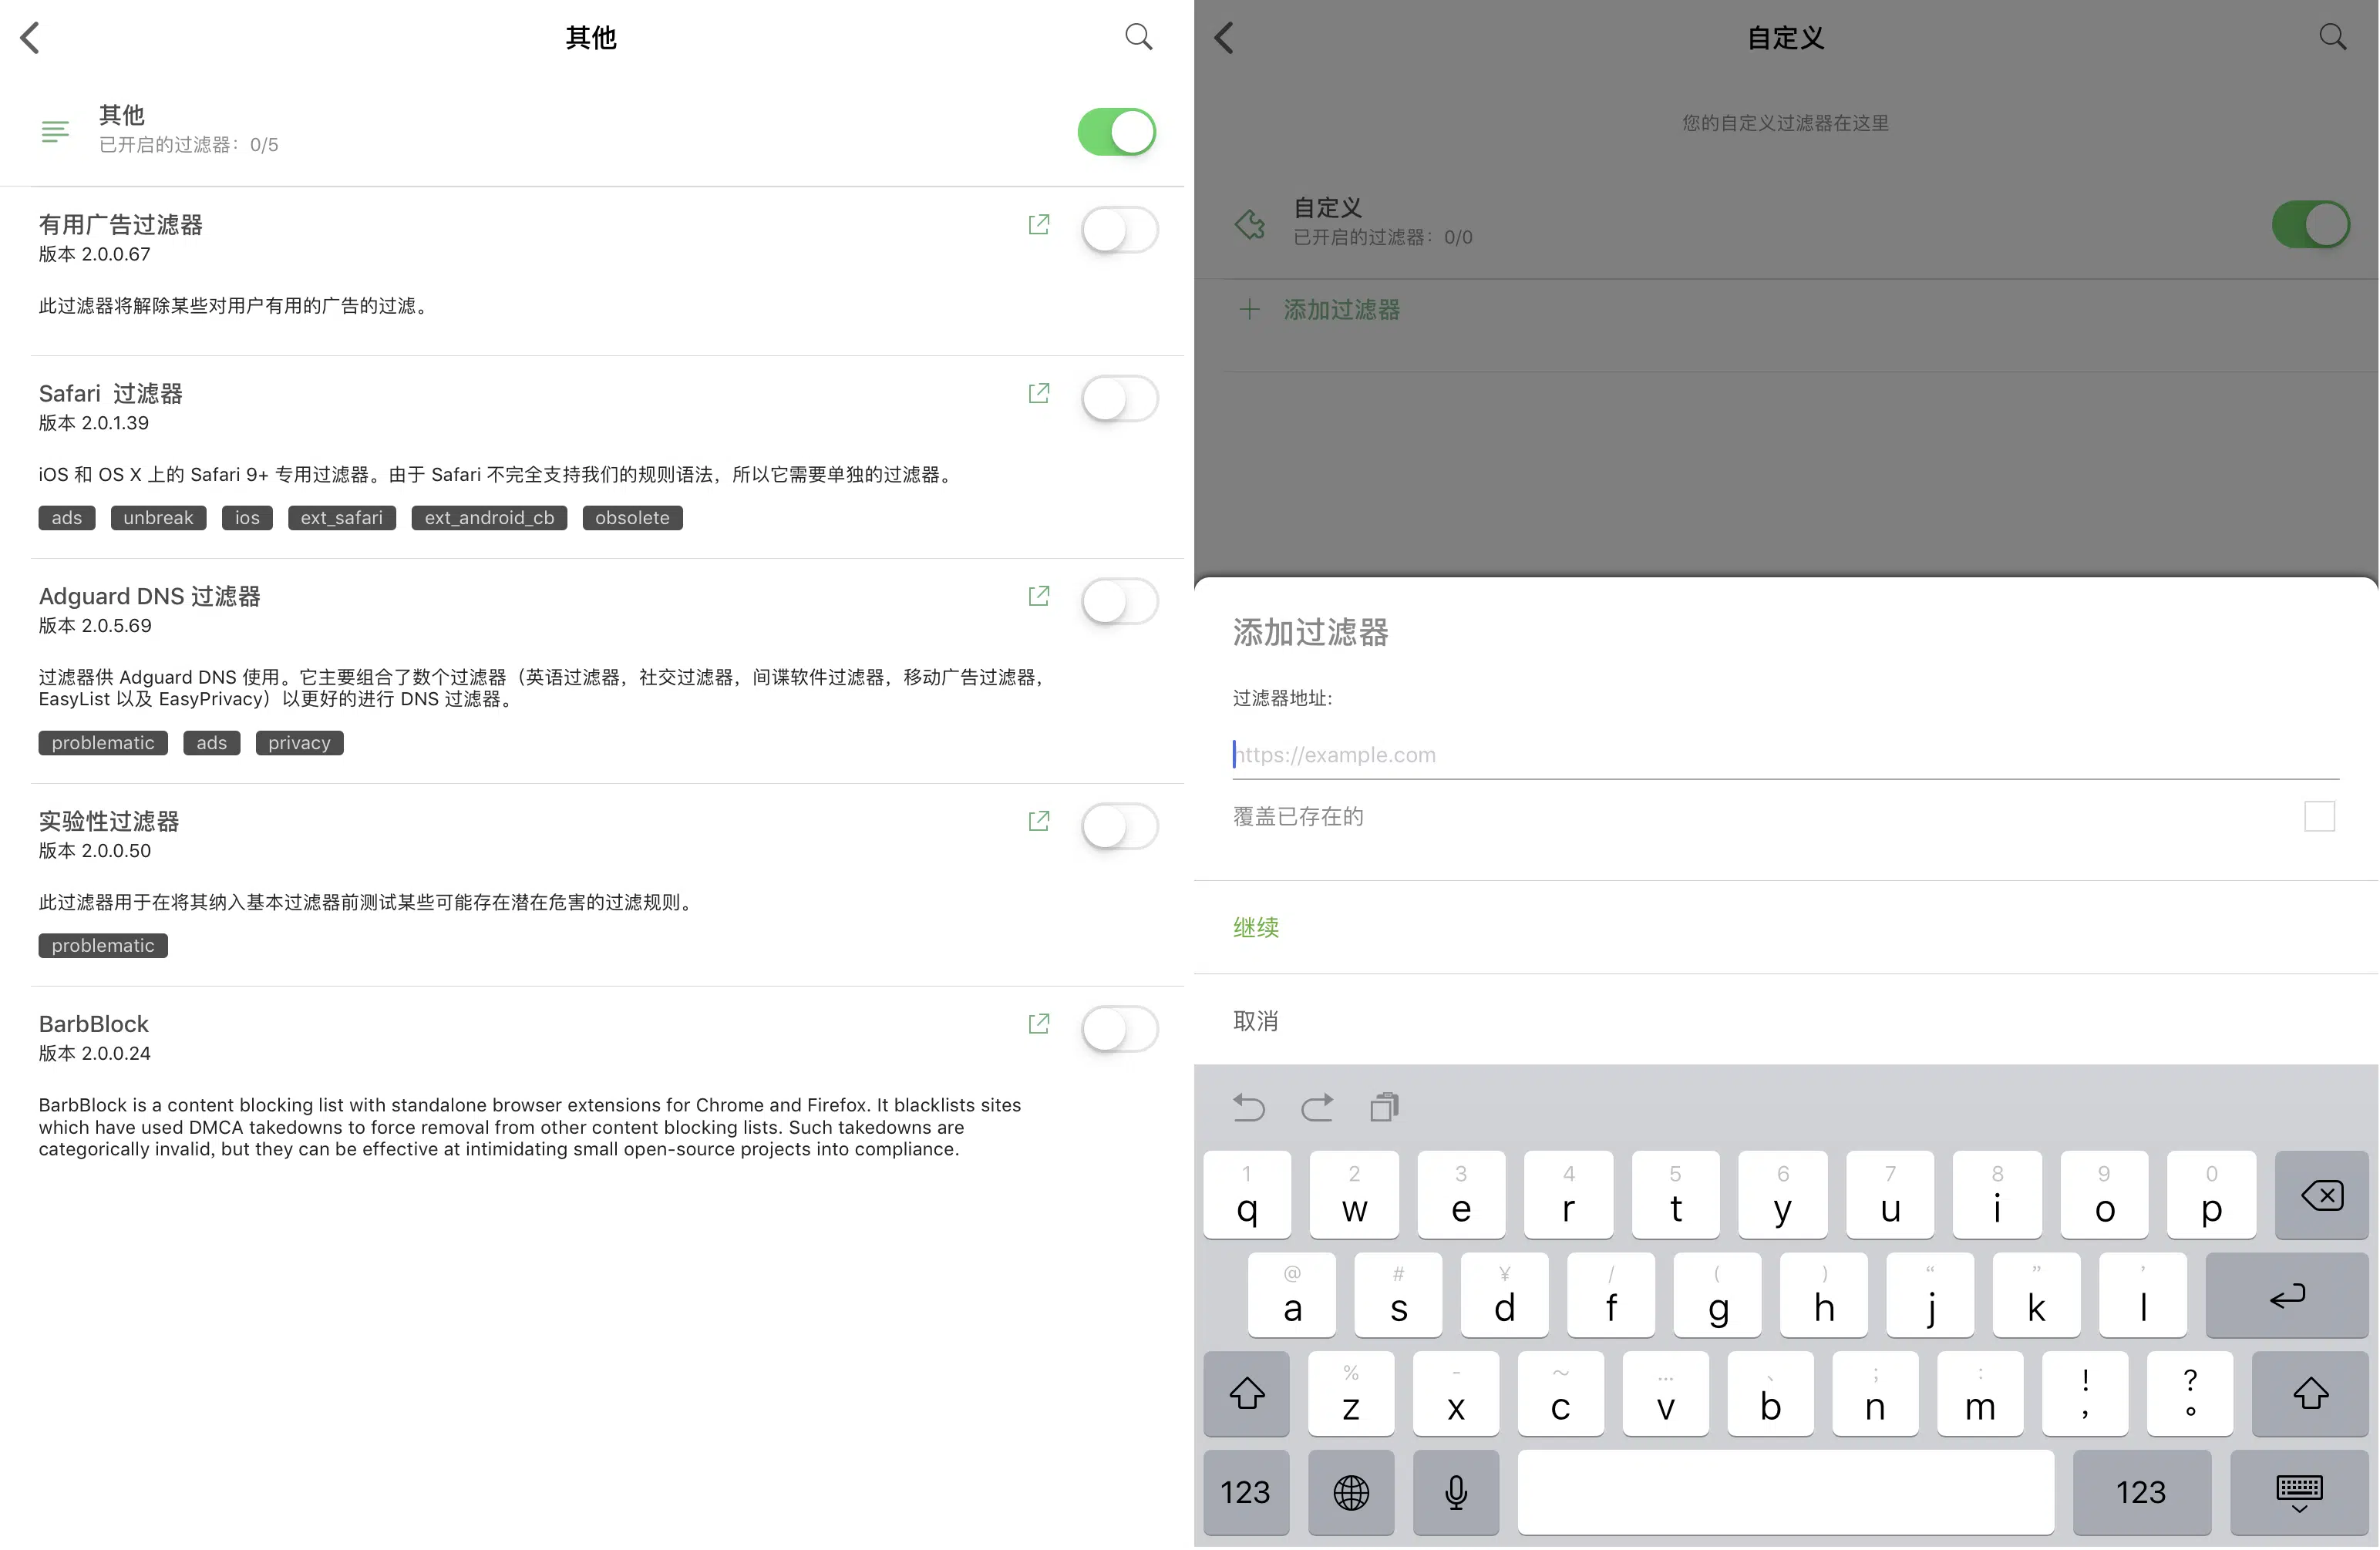 其他
其他
已开启的过滤器：0/5
有用广告过滤器
版本 2.0.0.67
此过滤器将解除某些对用户有用的广告的过滤。
Safari 过滤器
版本 2.0.1.39
iOS 和 OS X 上的 Safari 9+ 专用过滤器。由于 Safari 不完全支持我们的规则语法，所以它需要单独的过滤器。
ads unbreak ios ext_safari ext_android_cb obsolete
Adguard DNS 过滤器
版本 2.0.5.69
过滤器供 Adguard DNS 使用。它主要组合了数个过滤器（英语过滤器，社交过滤器，间谍软件过滤器，移动广告过滤器，
EasyList 以及 EasyPrivacy）以更好的进行 DNS 过滤器。
problematic ads privacy
实验性过滤器
版本 2.0.0.50
此过滤器用于在将其纳入基本过滤器前测试某些可能存在潜在危害的过滤规则。
problematic
BarbBlock
版本 2.0.0.24
BarbBlock is a content blocking list with standalone browser extensions for Chrome and Firefox. It blacklists sites
which have used DMCA takedowns to force removal from other content blocking lists. Such takedowns are
categorically invalid, but they can be effective at intimidating small open-source projects into compliance.
自定义
您的自定义过滤器在这里
自定义
已开启的过滤器：0/0
添加过滤器
添加过滤器
过滤器地址:
https://example.com
覆盖已存在的
继续
取消
1 2 3 4 5 6 7 8 9 0
q w e r t y u i o p
@ # ¥ / ( ) “ ” ’
a s d f g h j k l
% - ～ … 、 ; : ! ?
z x c v b n m , 。
123 123